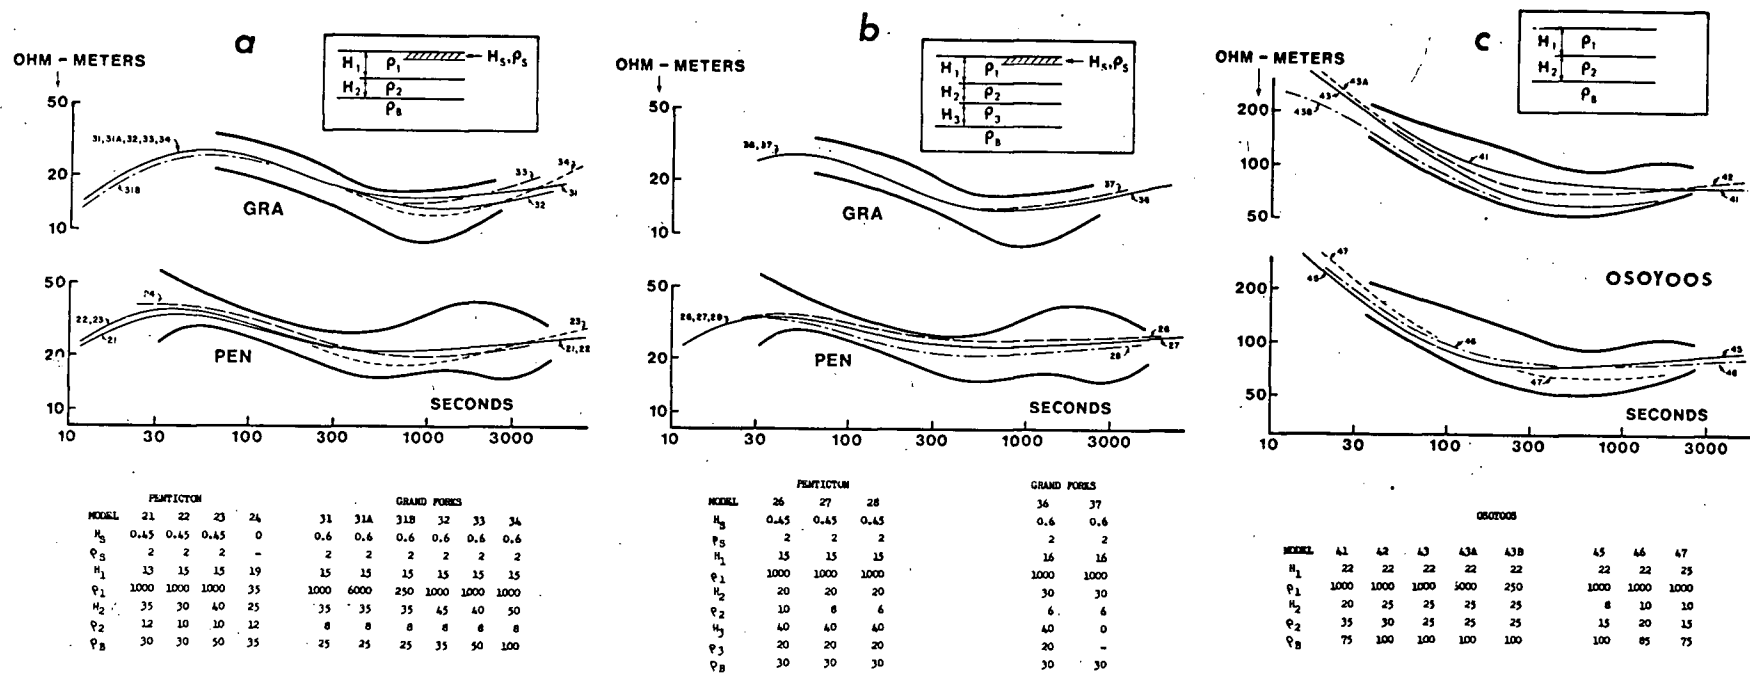 a
b
c
OHM - METERS
H₁ ρ₁ H_S,ρ_S
H₂ ρ₂
ρ_B
50
20
10
31,31A,32,33,34
31B
33
34
31
32
GRA
50
20
10
24
22,23
21
23
21,22
PEN
SECONDS
10 30 100 300 1000 3000
OHM - METERS
H₁ ρ₁ H_S,ρ_S
H₂ ρ₂
H₃ ρ₃
ρ_B
50
20
10
36,37
37
36
GRA
50
20
10
26,27,28
26
27
28
PEN
SECONDS
10 30 100 300 1000 3000
OHM - METERS
H₁ ρ₁
H₂ ρ₂
ρ_B
200
100
50
43A
43
43B
41
42
41
OSOYOOS
200
100
50
47
45
46
47
45
46
SECONDS
10 30 100 300 1000 3000
PENTICTON
GRAND FORKS
MODEL 21 22 23 24 31 31A 31B 32 33 34
H_S 0.45 0.45 0.45 0 0.6 0.6 0.6 0.6 0.6 0.6
ρ_S 2 2 2 - 2 2 2 2 2 2
H₁ 13 15 15 19 15 15 15 15 15 15
ρ₁ 1000 1000 1000 35 1000 6000 250 1000 1000 1000
H₂ 35 30 40 25 35 35 35 45 40 50
ρ₂ 12 10 10 12 8 8 8 8 8 8
ρ_B 30 30 50 35 25 25 25 35 50 100
PENTICTON
GRAND FORKS
MODEL 26 27 28 36 37
H_S 0.45 0.45 0.45 0.6 0.6
ρ_S 2 2 2 2 2
H₁ 15 15 15 16 16
ρ₁ 1000 1000 1000 1000 1000
H₂ 20 20 20 30 30
ρ₂ 10 8 6 6 6
H₃ 40 40 40 40 0
ρ₃ 20 20 20 20 -
ρ_B 30 30 30 30 30
OSOYOOS
MODEL 41 42 43 43A 43B 45 46 47
H₁ 22 22 22 22 22 22 22 25
ρ₁ 1000 1000 1000 5000 250 1000 1000 1000
H₂ 20 25 25 25 25 8 10 10
ρ₂ 35 30 25 25 25 15 20 15
ρ_B 75 100 100 100 100 100 85 75